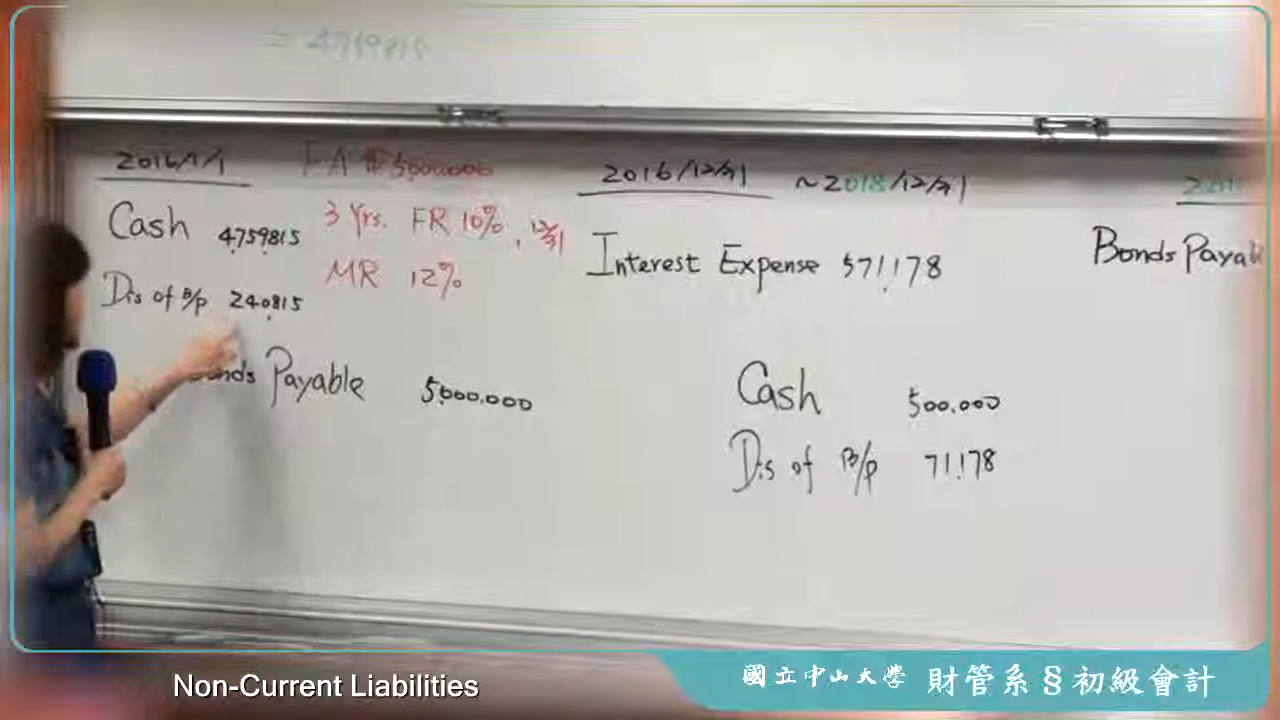 = 4759815
2016/1/1
FA $5000000
Cash 4759815
3 Yrs. FR 10%, 12/31
Dis of B/P 240815
MR 12%
Payable 5,000,000
2016/12/31 ~2018/12/31
Interest Expense 571,178
Cash 500,000
Dis of B/P 71,178
Bonds
Non-Current Liabilities
國立中山大學 財管系§初級會計